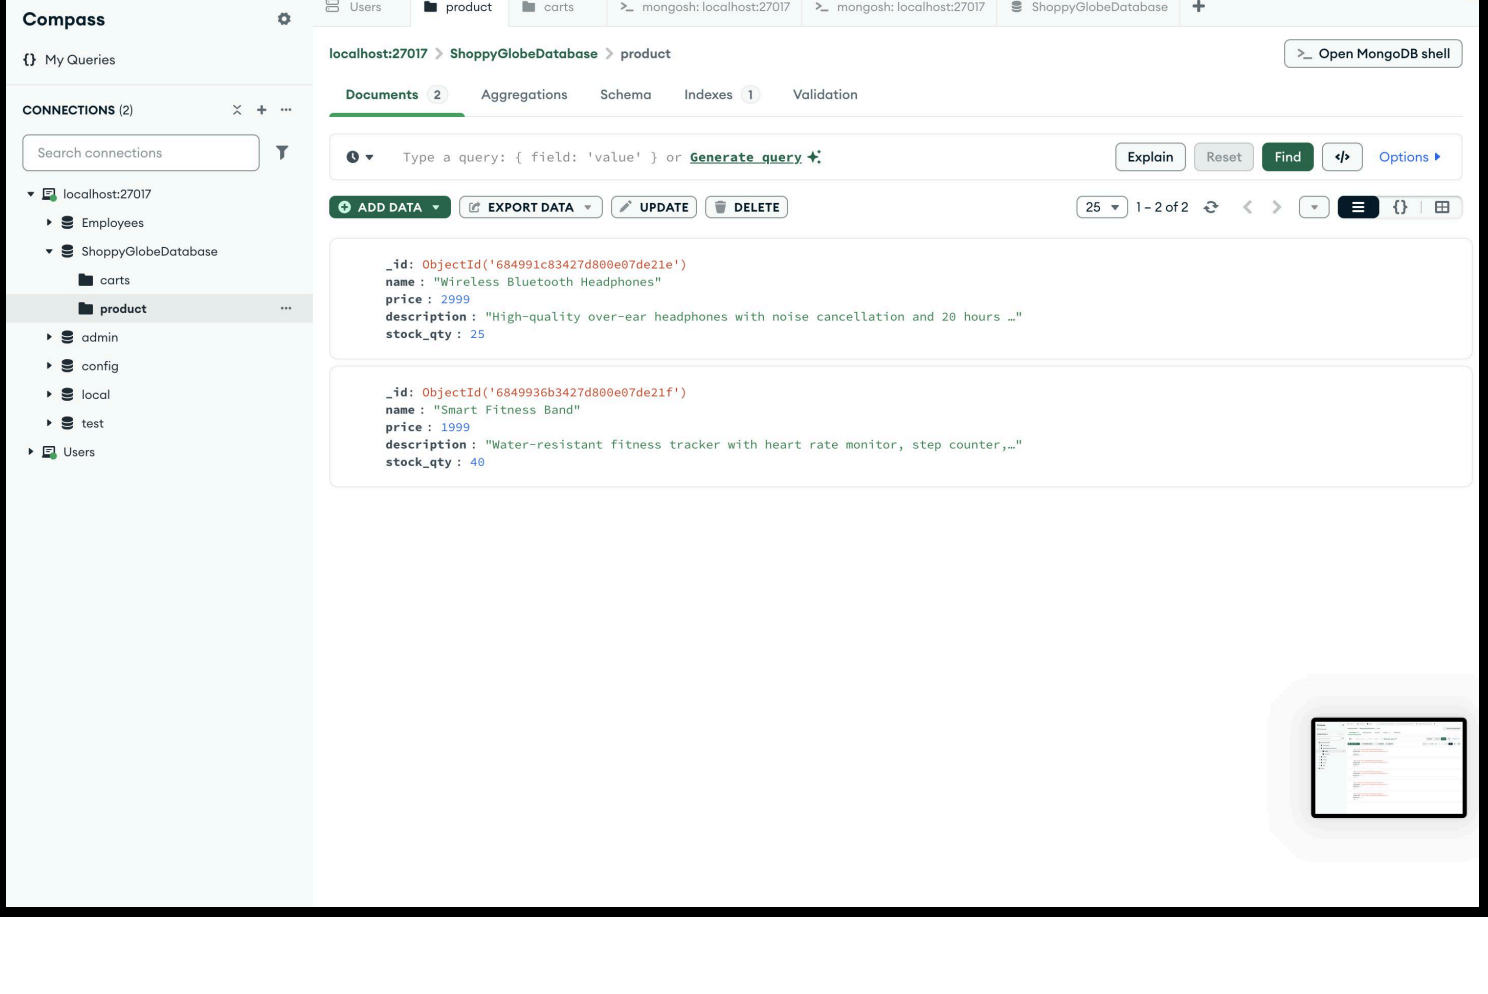 Compass
My Queries
CONNECTIONS (2)
Search connections
localhost:27017
Employees
ShoppyGlobeDatabase
carts
product
admin
config
local
test
Users
Users product carts >_ mongosh: localhost:27017 >_ mongosh: localhost:27017 ShoppyGlobeDatabase +
localhost:27017 > ShoppyGlobeDatabase > product
>_ Open MongoDB shell
Documents 2 Aggregations Schema Indexes 1 Validation
Type a query: { field: 'value' } or Generate query
Explain Reset Find </> Options
ADD DATA EXPORT DATA UPDATE DELETE
25 1 – 2 of 2 {}
_id: ObjectId('684991c83427d800e07de21e')
name : "Wireless Bluetooth Headphones"
price : 2999
description : "High-quality over-ear headphones with noise cancellation and 20 hours …"
stock_qty : 25
_id: ObjectId('6849936b3427d800e07de21f')
name : "Smart Fitness Band"
price : 1999
description : "Water-resistant fitness tracker with heart rate monitor, step counter,…"
stock_qty : 40